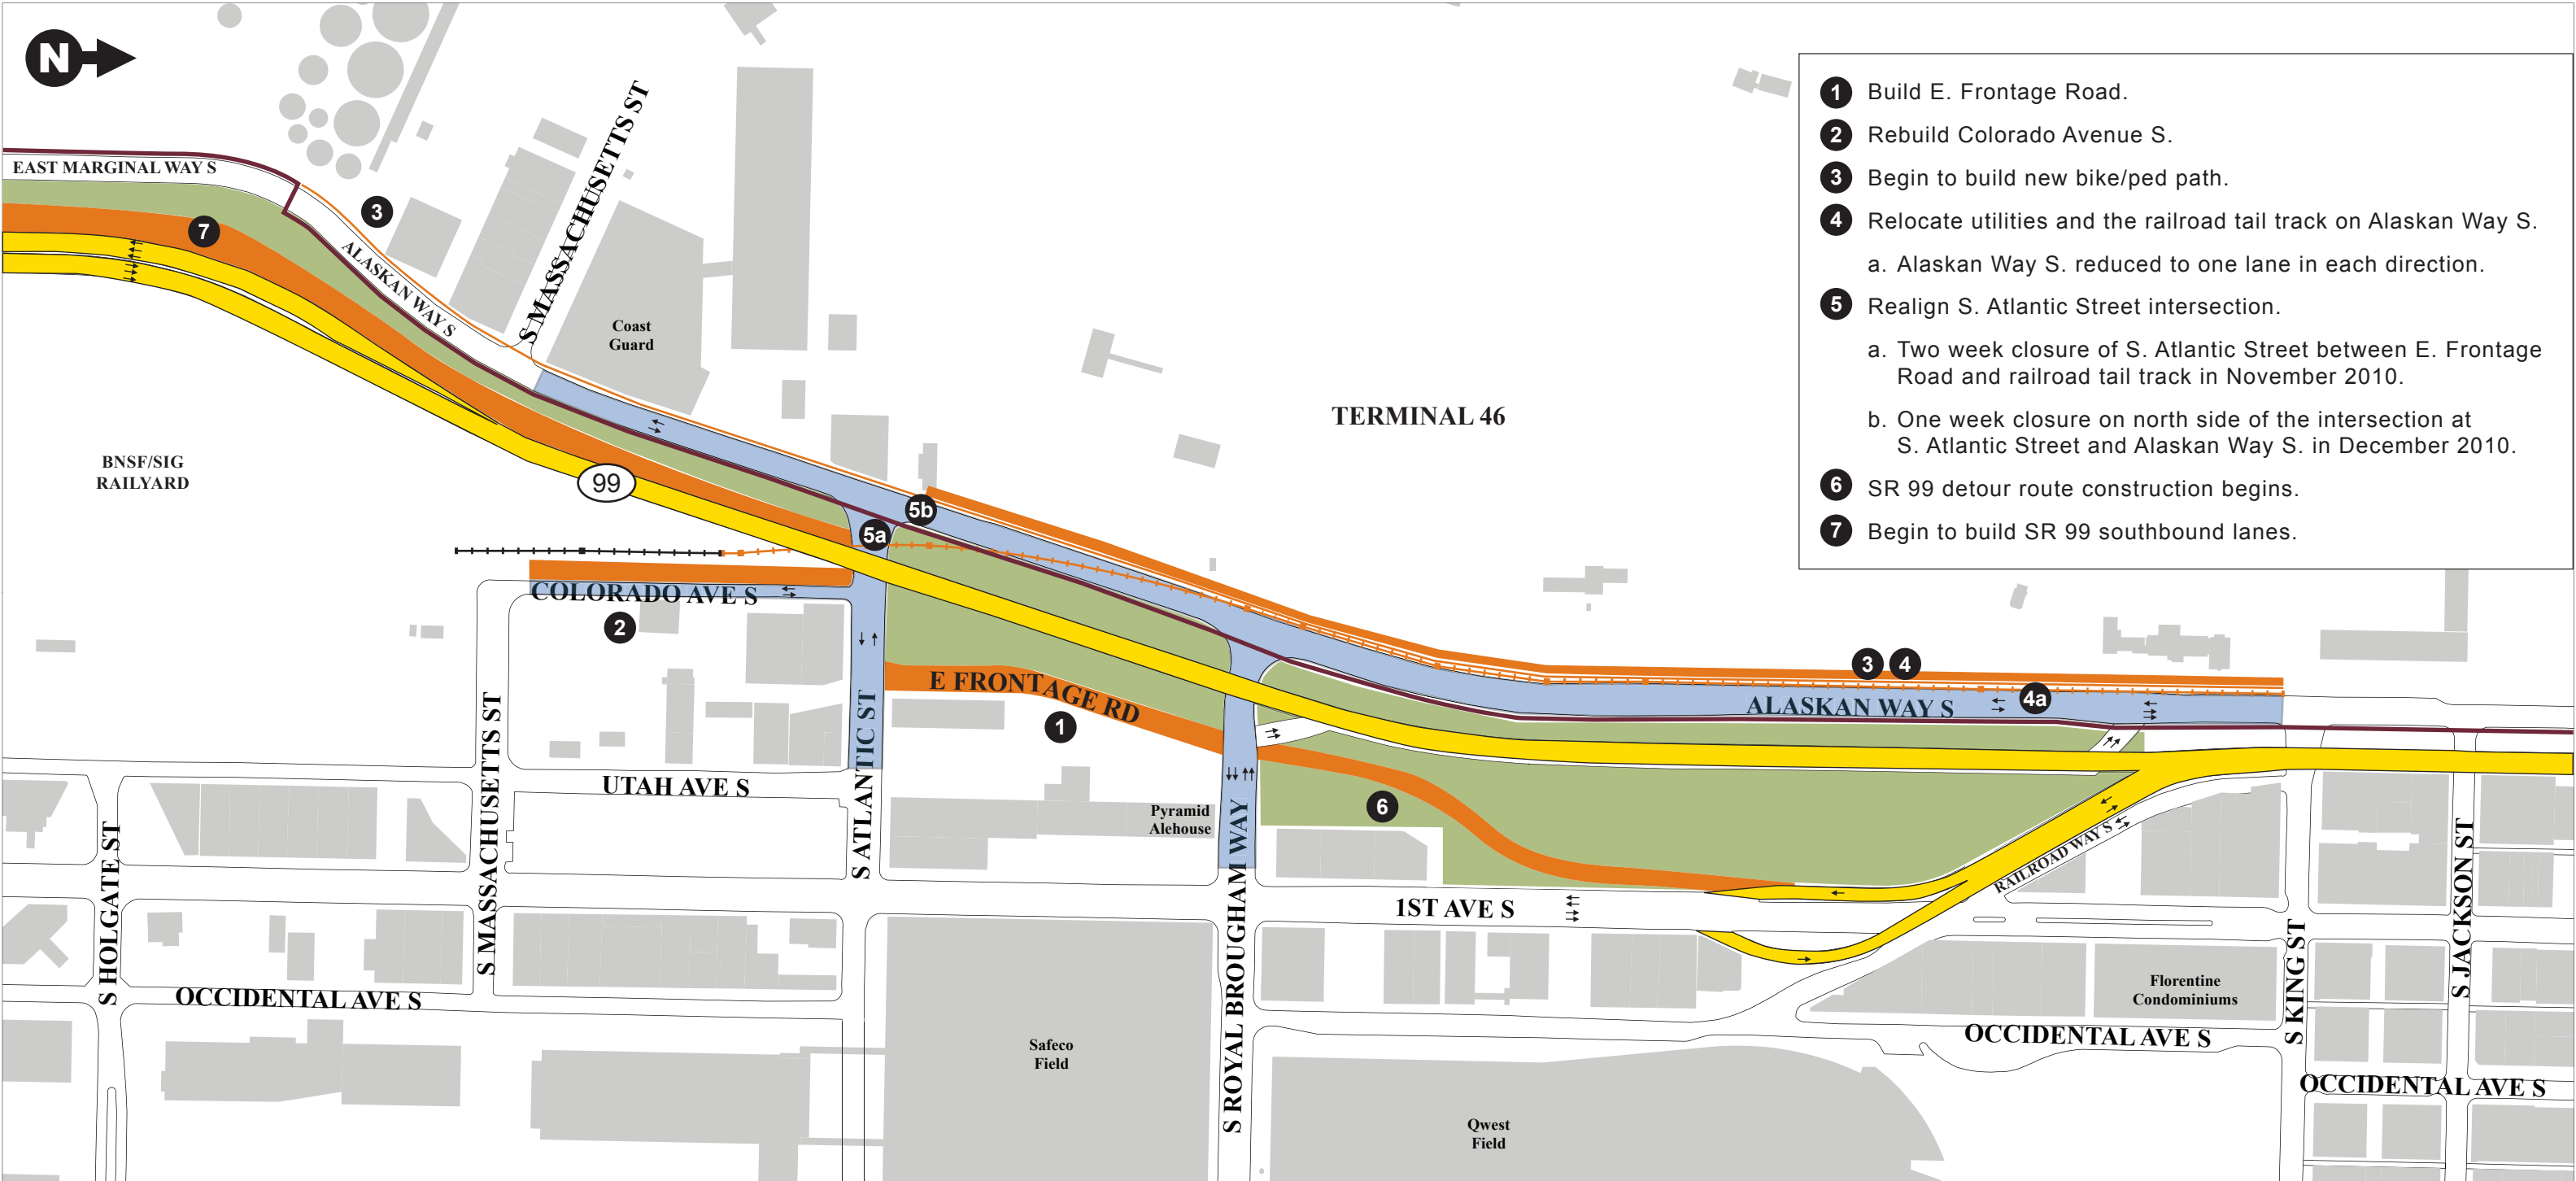 N
1 Build E. Frontage Road.
2 Rebuild Colorado Avenue S.
3 Begin to build new bike/ped path.
4 Relocate utilities and the railroad tail track on Alaskan Way S.
a. Alaskan Way S. reduced to one lane in each direction.
5 Realign S. Atlantic Street intersection.
a. Two week closure of S. Atlantic Street between E. Frontage
Road and railroad tail track in November 2010.
b. One week closure on north side of the intersection at
S. Atlantic Street and Alaskan Way S. in December 2010.
6 SR 99 detour route construction begins.
7 Begin to build SR 99 southbound lanes.
EAST MARGINAL WAY S
3
7
ALASKAN WAY S
S MASSACHUSETTS ST
Coast
Guard
TERMINAL 46
BNSF/SIG
RAILYARD
99
5b
5a
COLORADO AVE S
2
E FRONTAGE RD
1
3 4
4a
ALASKAN WAY S
UTAH AVE S
S ATLANTIC ST
S MASSACHUSETTS ST
S HOLGATE ST
Pyramid
Alehouse
6
S ROYAL BROUGHAM WAY
RAILROAD WAY S
1ST AVE S
S JACKSON ST
S KING ST
OCCIDENTAL AVE S
Florentine
Condominiums
OCCIDENTAL AVE S
Safeco
Field
OCCIDENTAL AVE S
Qwest
Field